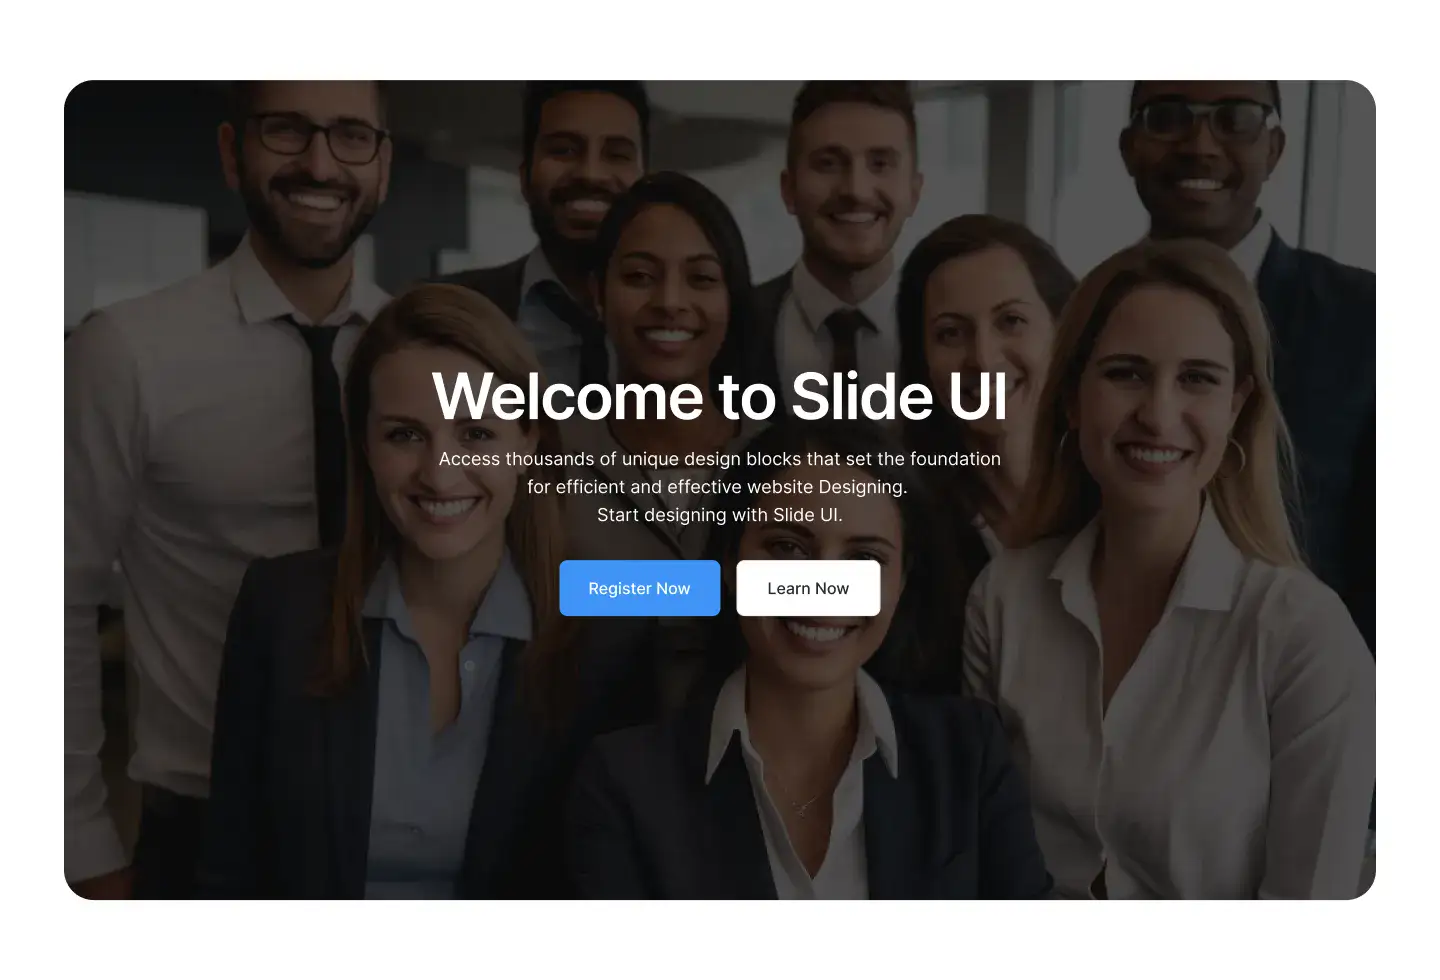 Welcome to Slide UI
Access thousands of unique design blocks that set the foundation
for efficient and effective website Designing.
Start designing with Slide UI.
Register Now
Learn Now